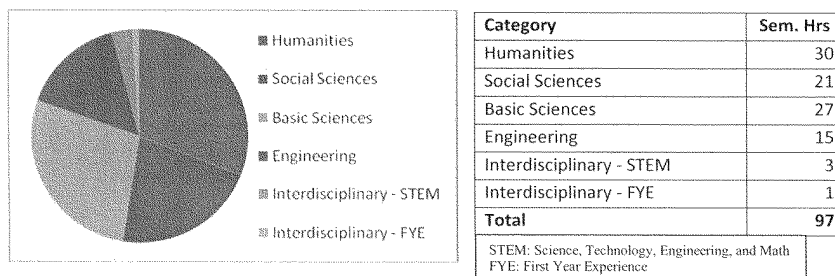 Humanities
Social Sciences
Basic Sciences
Engineering
Interdisciplinary - STEM
Interdisciplinary - FYE
Category Sem. Hrs
Humanities 30
Social Sciences 21
Basic Sciences 27
Engineering 15
Interdisciplinary - STEM 3
Interdisciplinary - FYE 1
Total 97
STEM: Science, Technology, Engineering, and Math
FYE: First Year Experience